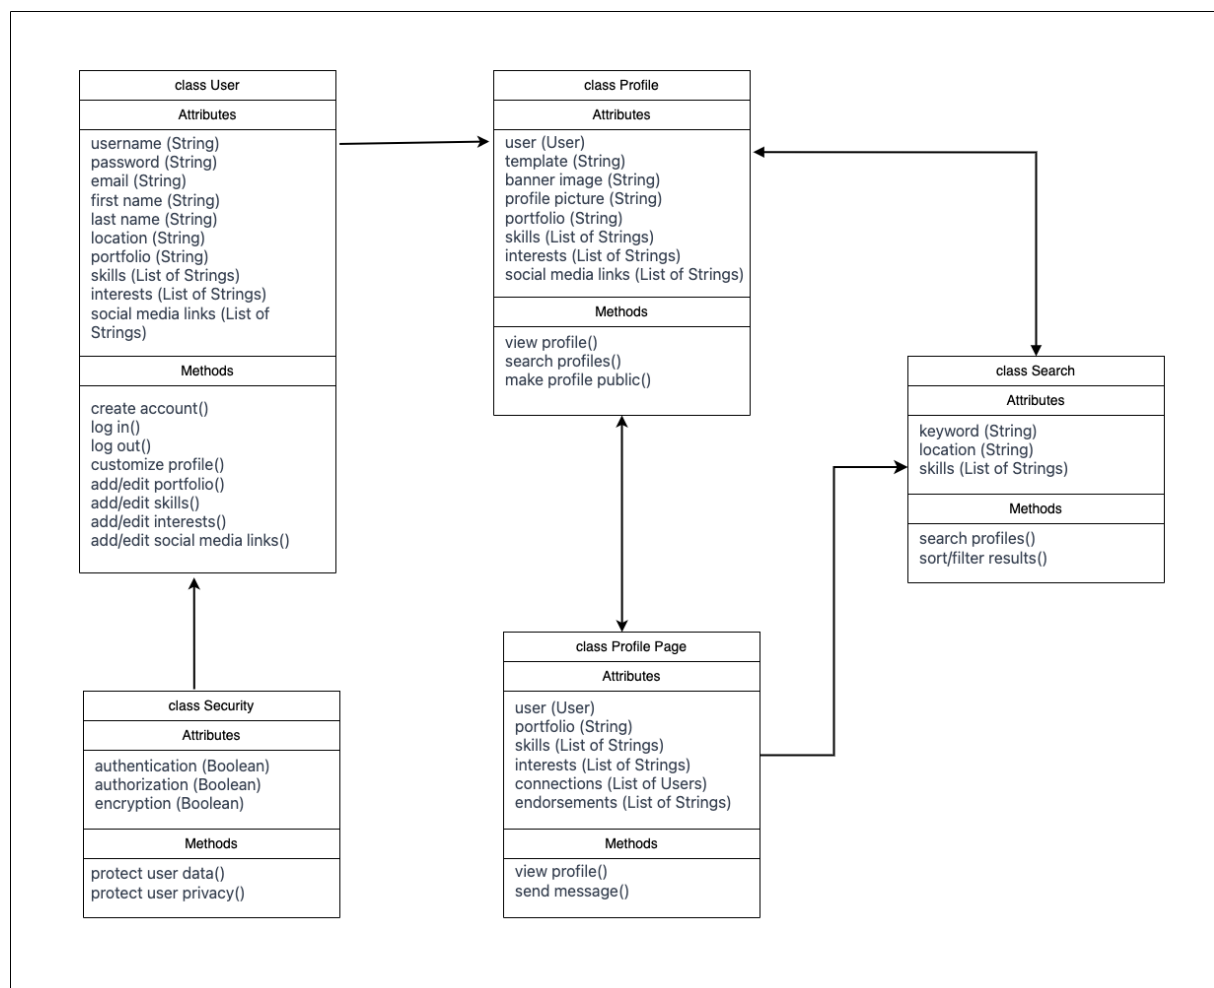 class User
Attributes
username (String)
password (String)
email (String)
first name (String)
last name (String)
location (String)
portfolio (String)
skills (List of Strings)
interests (List of Strings)
social media links (List of
Strings)
Methods
create account()
log in()
log out()
customize profile()
add/edit portfolio()
add/edit skills()
add/edit interests()
add/edit social media links()
class Profile
Attributes
user (User)
template (String)
banner image (String)
profile picture (String)
portfolio (String)
skills (List of Strings)
interests (List of Strings)
social media links (List of Strings)
Methods
view profile()
search profiles()
make profile public()
class Search
Attributes
keyword (String)
location (String)
skills (List of Strings)
Methods
search profiles()
sort/filter results()
class Security
Attributes
authentication (Boolean)
authorization (Boolean)
encryption (Boolean)
Methods
protect user data()
protect user privacy()
class Profile Page
Attributes
user (User)
portfolio (String)
skills (List of Strings)
interests (List of Strings)
connections (List of Users)
endorsements (List of Strings)
Methods
view profile()
send message()